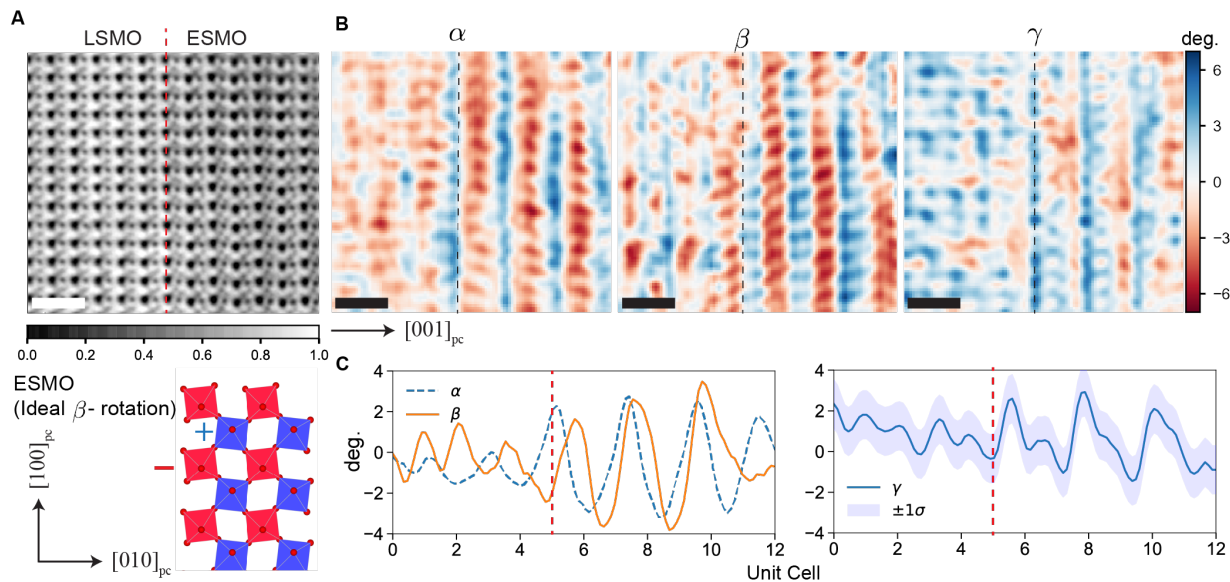 A
LSMO ESMO
B
α
β
γ
deg.
6
3
0
−3
−6
0.0 0.2 0.4 0.6 0.8 1.0
[001]pc
ESMO
(Ideal β- rotation)
+
−
[100]pc
[010]pc
C
α
β
deg.
4
2
0
−2
−4
0 2 4 6 8 10 12
γ
±1σ
4
2
0
−2
−4
0 2 4 6 8 10 12
Unit Cell